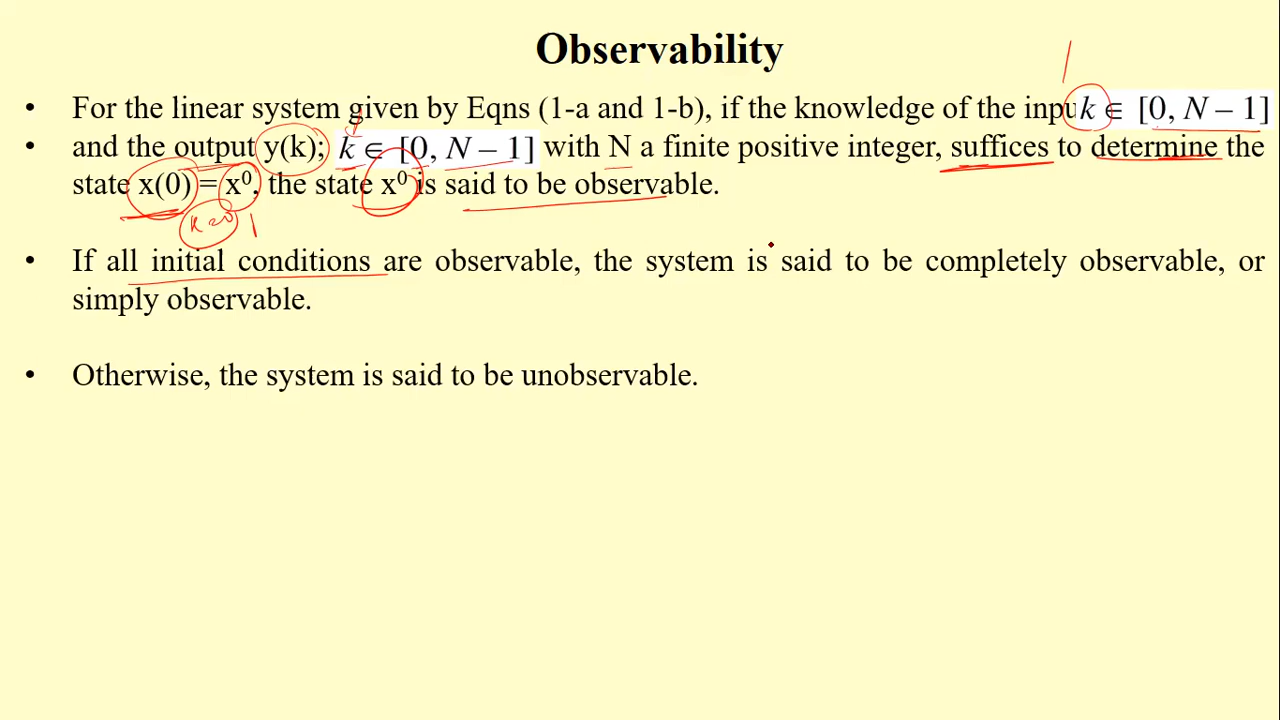 Observability
• For the linear system given by Eqns (1-a and 1-b), if the knowledge of the inpu k ∈ [0, N – 1]
• and the output y(k); k ∈ [0, N – 1] with N a finite positive integer, suffices to determine the
state x(0) = x⁰, the state x⁰ is said to be observable.
k=0
• If all initial conditions are observable, the system is said to be completely observable, or
simply observable.
• Otherwise, the system is said to be unobservable.